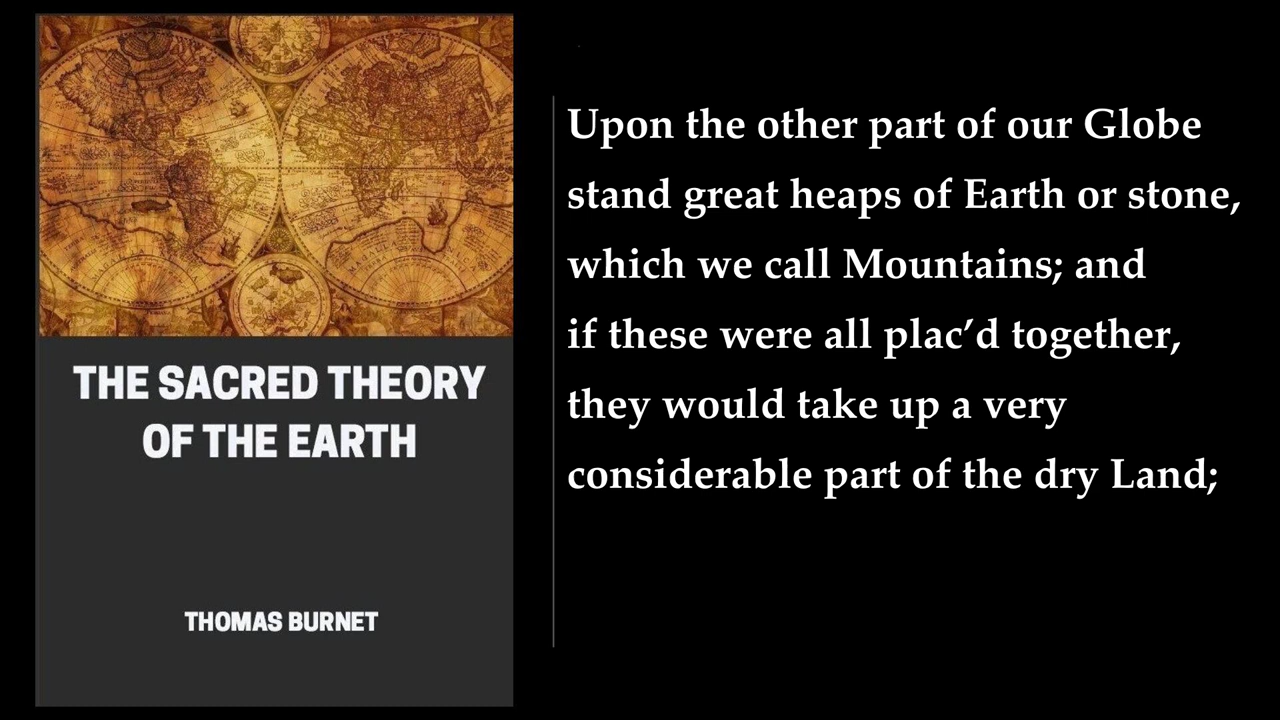 THE SACRED THEORY
OF THE EARTH
THOMAS BURNET
Upon the other part of our Globe
stand great heaps of Earth or stone,
which we call Mountains; and
if these were all plac’d together,
they would take up a very
considerable part of the dry Land;